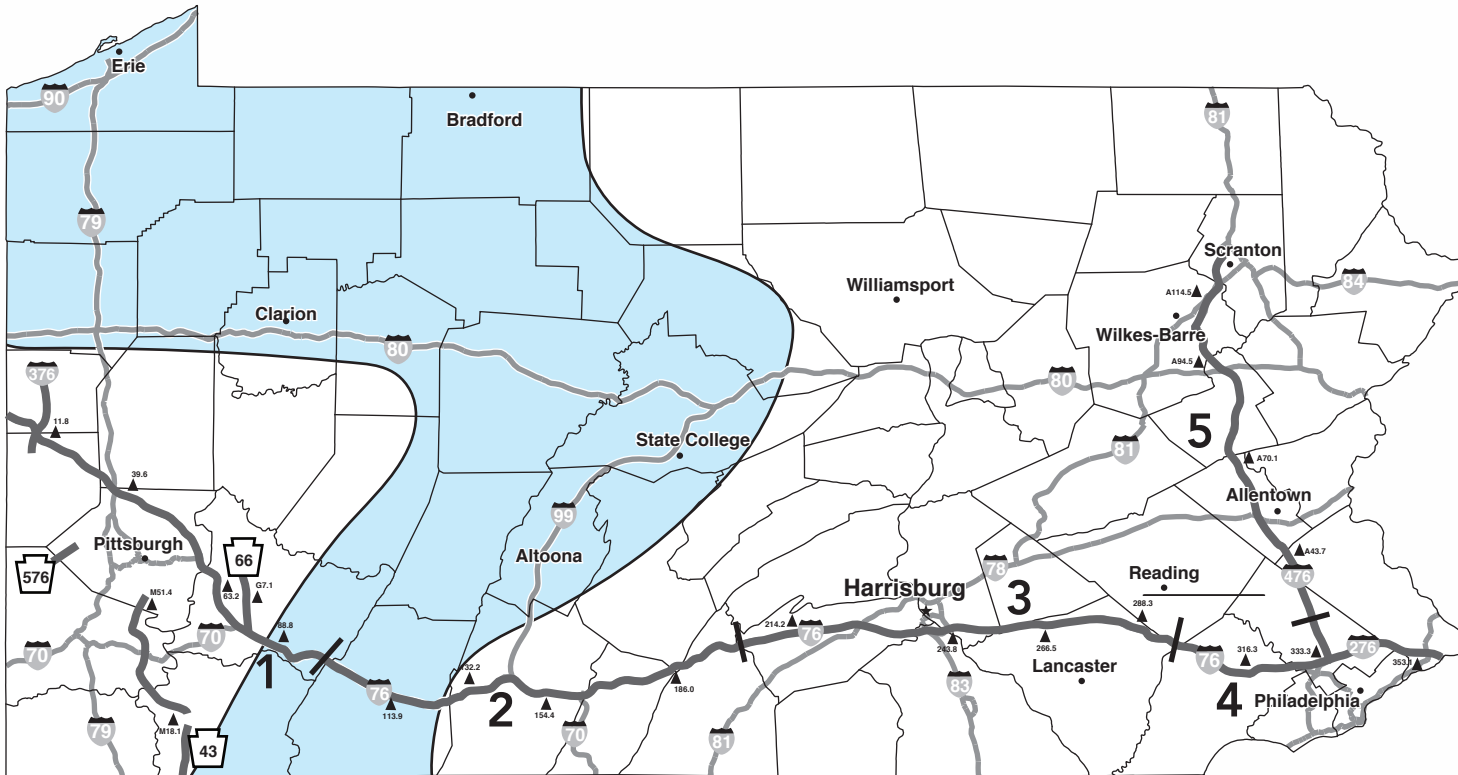 Erie
90
Bradford
81
79
Scranton
84
Williamsport
A114.5
Clarion
Wilkes-Barre
80
A94.5
376
80
11.8
5
State College
81
A70.1
39.6
Allentown
99
Pittsburgh
66
Altoona
A43.7
576
78
Reading
476
Harrisburg
3
63.2
G7.1
M51.4
288.3
214.2
76
88.8
70
70
243.8
266.5
316.3
333.3
276
1
Lancaster
76
353.1
132.2
76
186.0
83
4
Philadelphia
113.9
2
154.4
M18.1
79
70
81
43